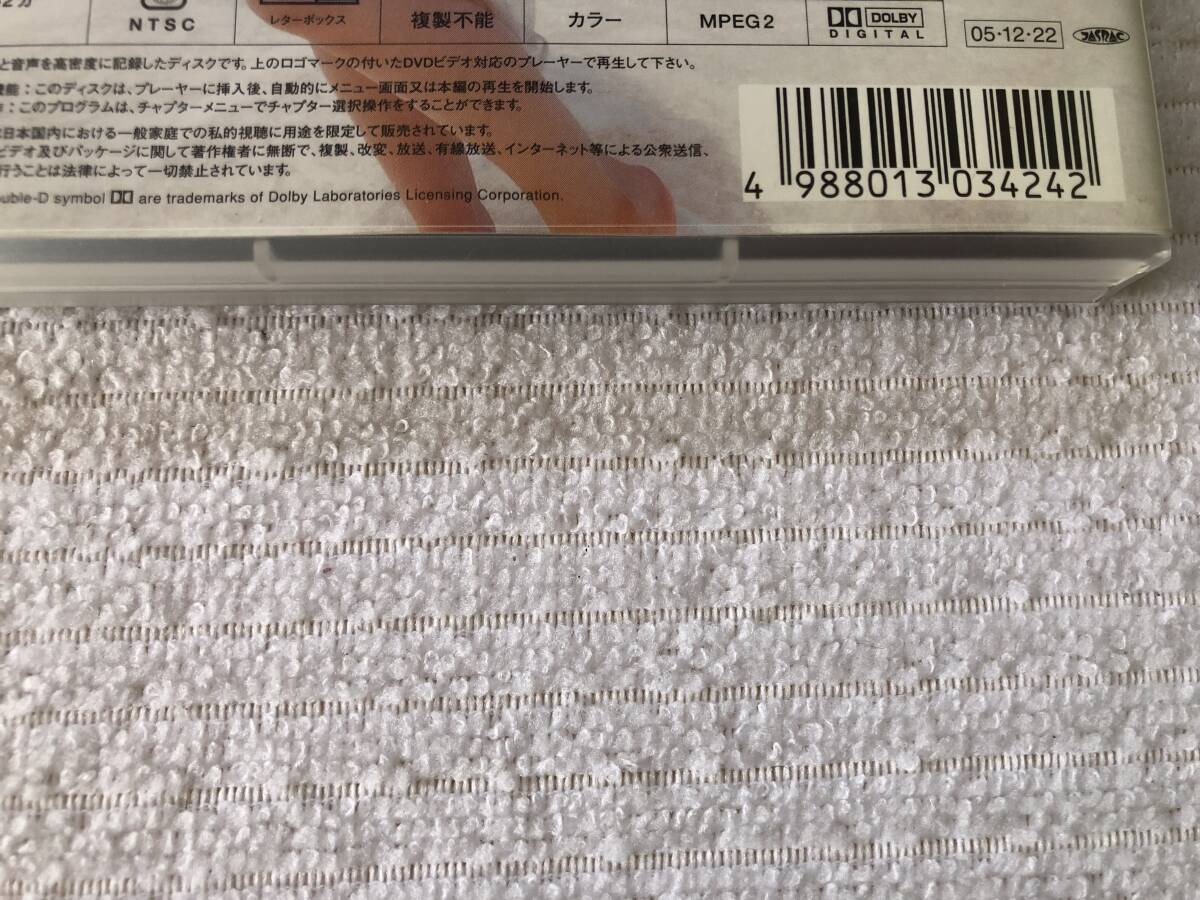 NTSC
レターボックス
複製不能
カラー
MPEG2
DOLBY
DIGITAL
05・12・22
JASRAC
と音声を高密度に記録したディスクです。上のロゴマークの付いたDVDビデオ対応のプレーヤーで再生して下さい。
能：このディスクは、プレーヤーに挿入後、自動的にメニュー画面又は本編の再生を開始します。
：このプログラムは、チャプターメニューでチャプター選択操作をすることができます。
日本国内における一般家庭での私的視聴に用途を限定して販売されています。
ビデオ及びパッケージに関して著作権者に無断で、複製、改変、放送、有線放送、インターネット等による公衆送信、
行うことは法律によって一切禁止されています。
ouble-D symbol are trademarks of Dolby Laboratories Licensing Corporation.
4 988013 034242